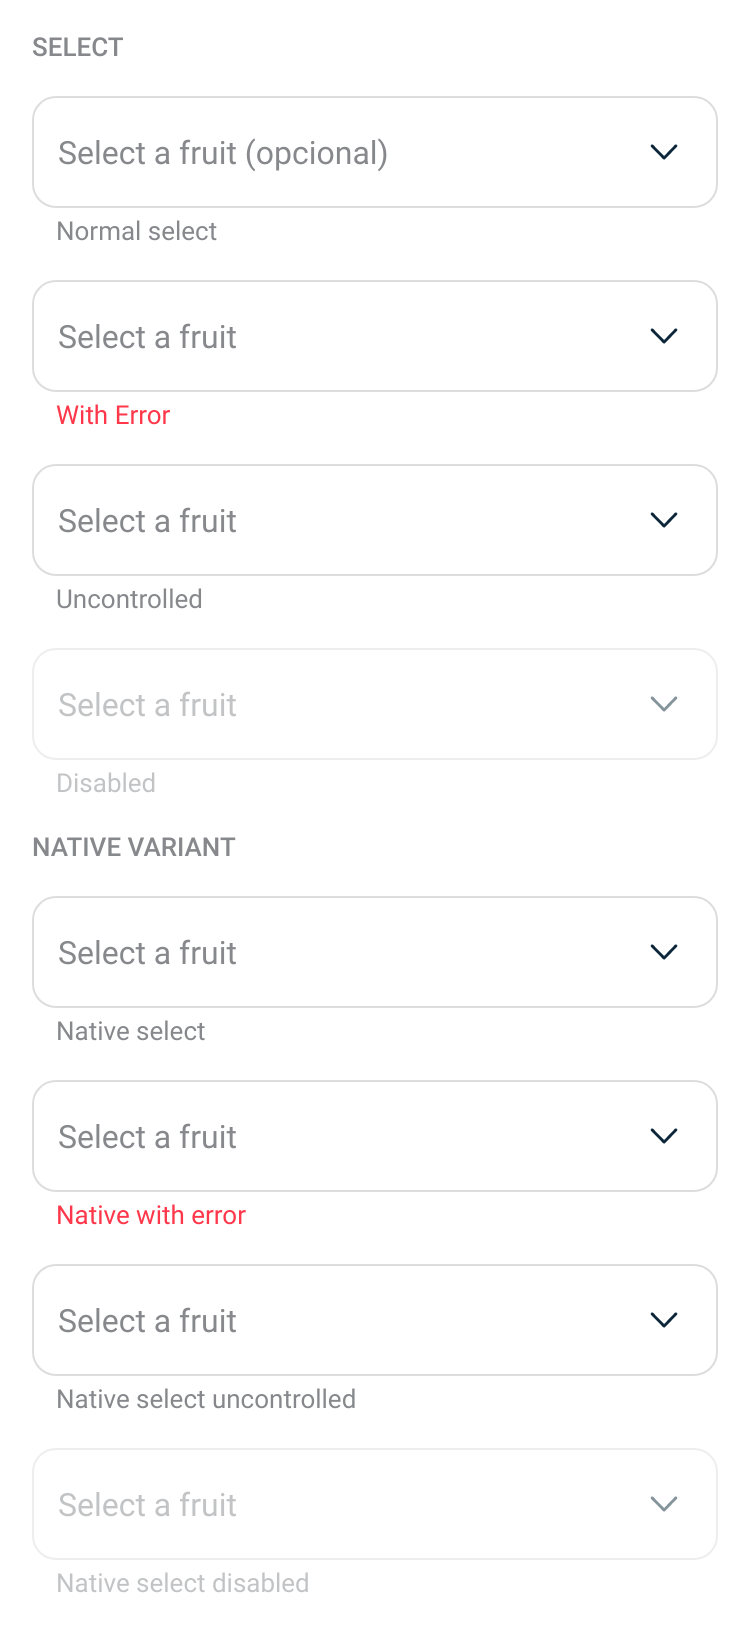 SELECT
Select a fruit (opcional)
Normal select
Select a fruit
With Error
Select a fruit
Uncontrolled
Select a fruit
Disabled
NATIVE VARIANT
Select a fruit
Native select
Select a fruit
Native with error
Select a fruit
Native select uncontrolled
Select a fruit
Native select disabled